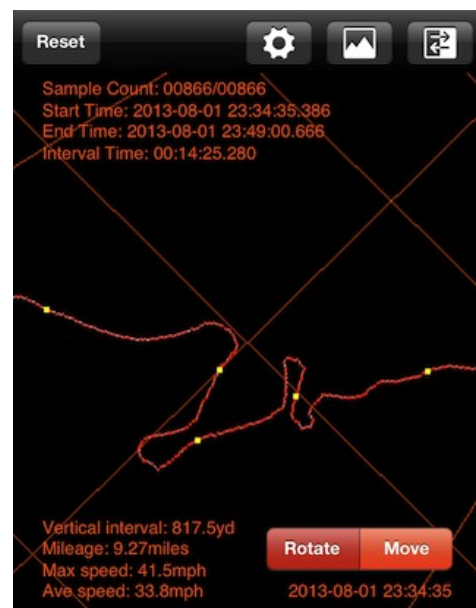 Reset
Sample Count: 00866/00866
Start Time: 2013-08-01 23:34:35.386
End Time: 2013-08-01 23:49:00.666
Interval Time: 00:14:25.280
Vertical interval: 817.5yd
Mileage: 9.27miles
Max speed: 41.5mph
Ave speed: 33.8mph
Rotate
Move
2013-08-01 23:34:35